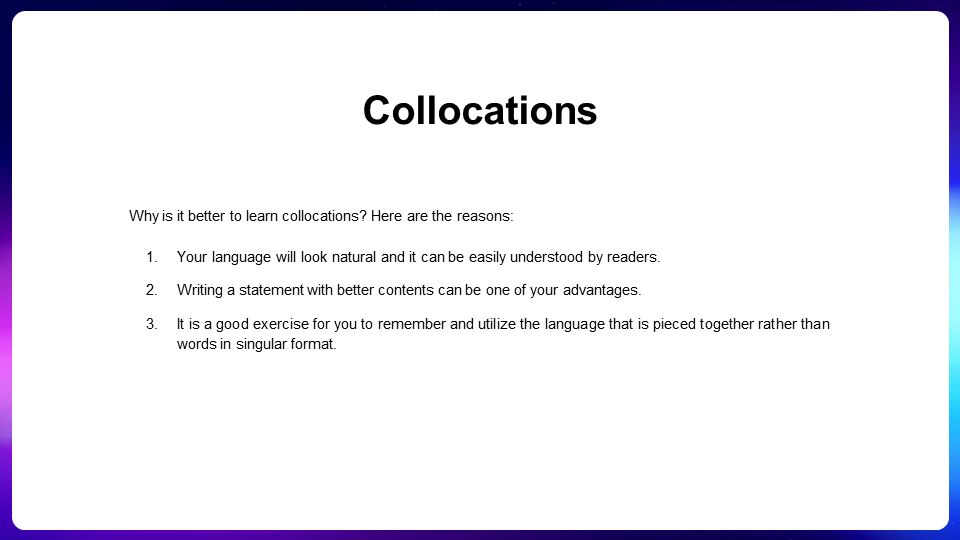 Collocations
Why is it better to learn collocations? Here are the reasons:
1. Your language will look natural and it can be easily understood by readers.
2. Writing a statement with better contents can be one of your advantages.
3. It is a good exercise for you to remember and utilize the language that is pieced together rather than
words in singular format.